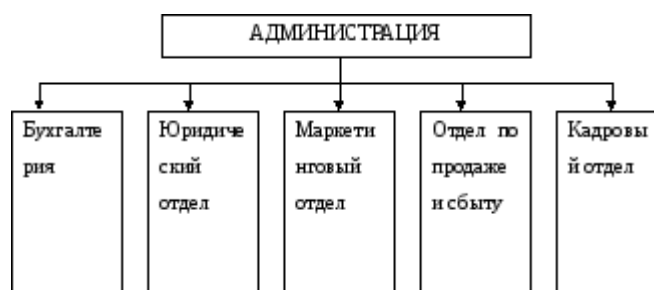 АДМИНИСТРАЦИЯ
Бухгалте
рия
Юридиче
ский
отдел
Маркети
нговый
отдел
Отдел по
продаже
и сбыту
Кадровы
й отдел